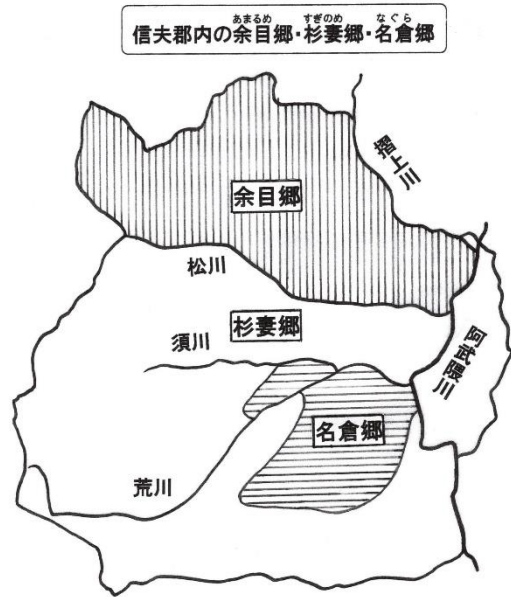 信夫郡内の余目郷・杉妻郷・名倉郷
あまるめ
すぎのめ
なぐら
摺上川
余目郷
松川
杉妻郷
須川
阿武隈川
名倉郷
荒川